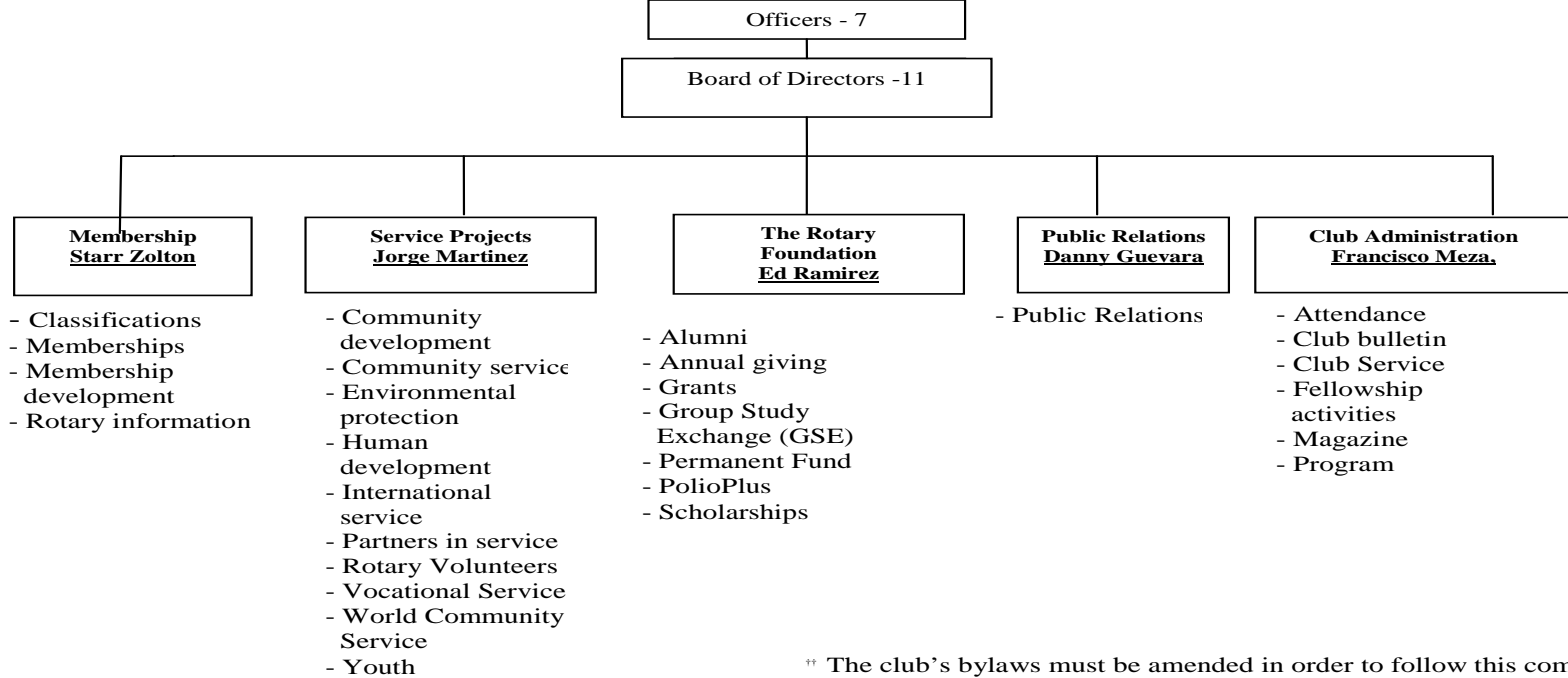 Officers - 7
Board of Directors -11
Membership
Starr Zolton
- Classifications
- Memberships
- Membership
development
- Rotary information
Service Projects
Jorge Martinez
- Community
development
- Community service
- Environmental
protection
- Human
development
- International
service
- Partners in service
- Rotary Volunteers
- Vocational Service
- World Community
Service
- Youth
The Rotary
Foundation
Ed Ramirez
- Alumni
- Annual giving
- Grants
- Group Study
Exchange (GSE)
- Permanent Fund
- PolioPlus
- Scholarships
Public Relations
Danny Guevara
- Public Relations
Club Administration
Francisco Meza,
- Attendance
- Club bulletin
- Club Service
- Fellowship
activities
- Magazine
- Program
†† The club's bylaws must be amended in order to follow this com